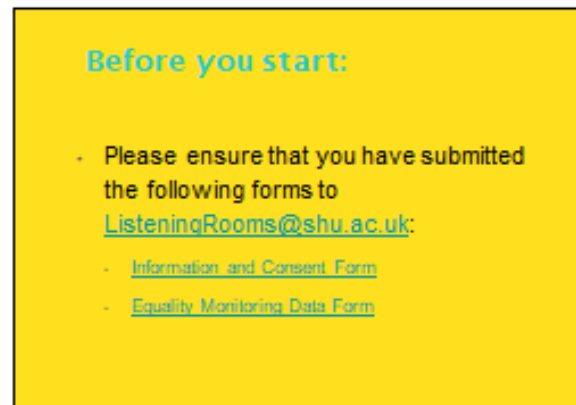 Before you start:
- Please ensure that you have submitted
the following forms to
ListeningRooms@shu.ac.uk:
- Information and Consent Form
- Equality Monitoring Data Form